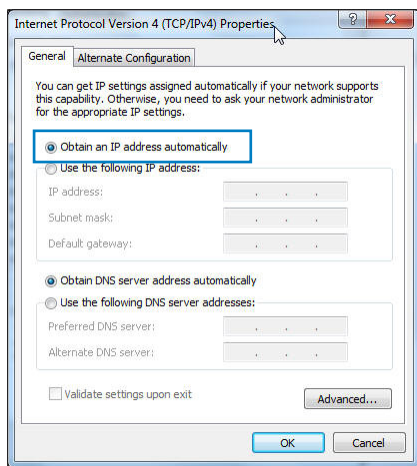 Internet Protocol Version 4 (TCP/IPv4) Properties
General
Alternate Configuration
You can get IP settings assigned automatically if your network supports
this capability. Otherwise, you need to ask your network administrator
for the appropriate IP settings.
Obtain an IP address automatically
Use the following IP address:
IP address:
Subnet mask:
Default gateway:
Obtain DNS server address automatically
Use the following DNS server addresses:
Preferred DNS server:
Alternate DNS server:
Validate settings upon exit
Advanced...
OK
Cancel